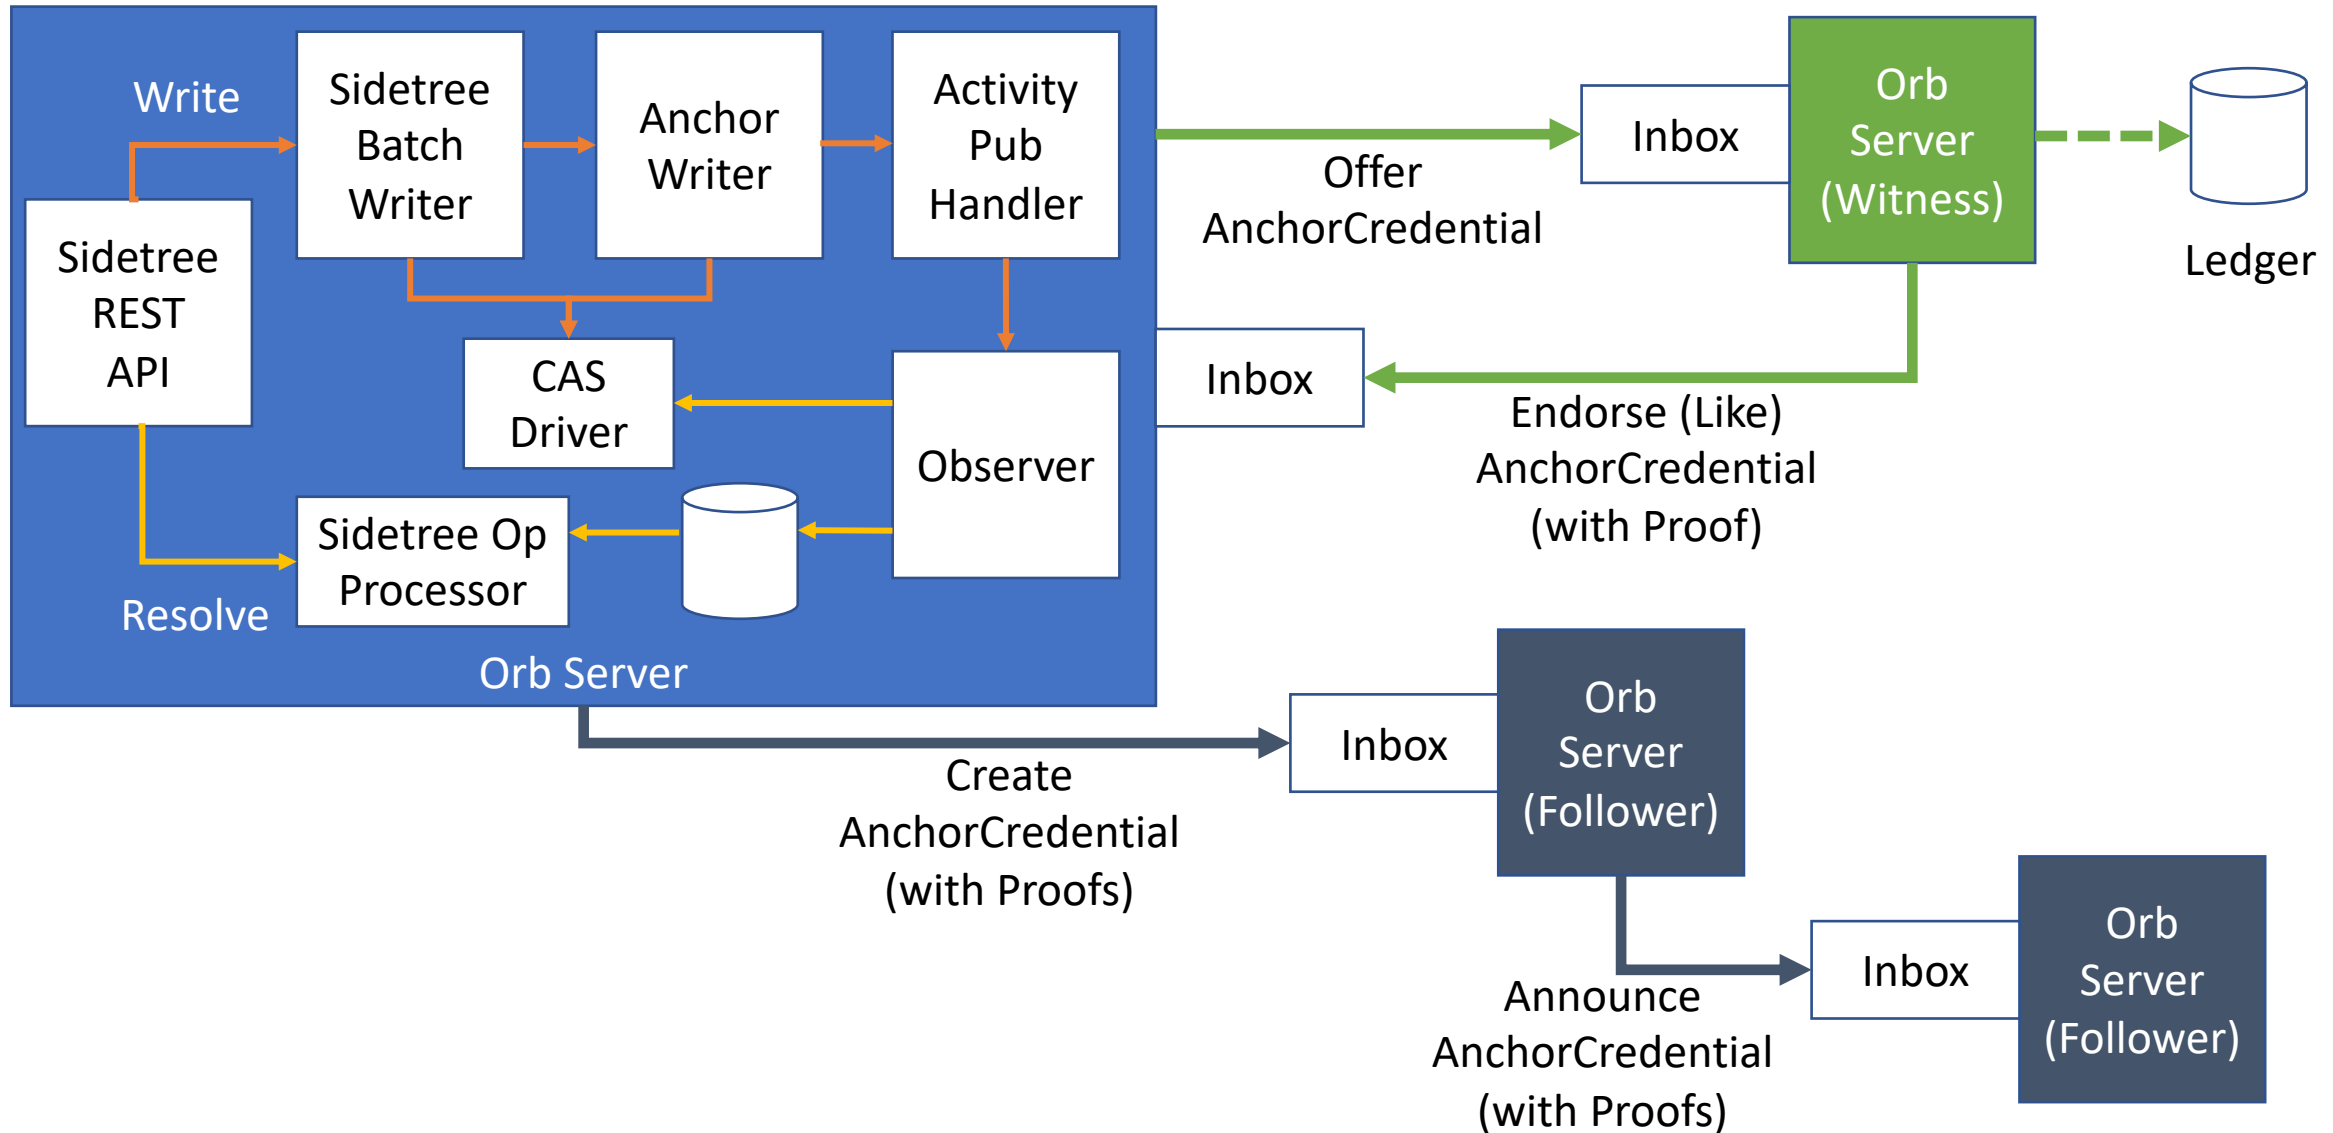 Write
Sidetree
Batch
Writer
Anchor
Writer
Activity
Pub
Handler
Sidetree
REST
API
CAS
Driver
Observer
Sidetree Op
Processor
Resolve
Orb Server
Offer
AnchorCredential
Inbox
Orb
Server
(Witness)
Ledger
Inbox
Endorse (Like)
AnchorCredential
(with Proof)
Create
AnchorCredential
(with Proofs)
Inbox
Orb
Server
(Follower)
Announce
AnchorCredential
(with Proofs)
Inbox
Orb
Server
(Follower)